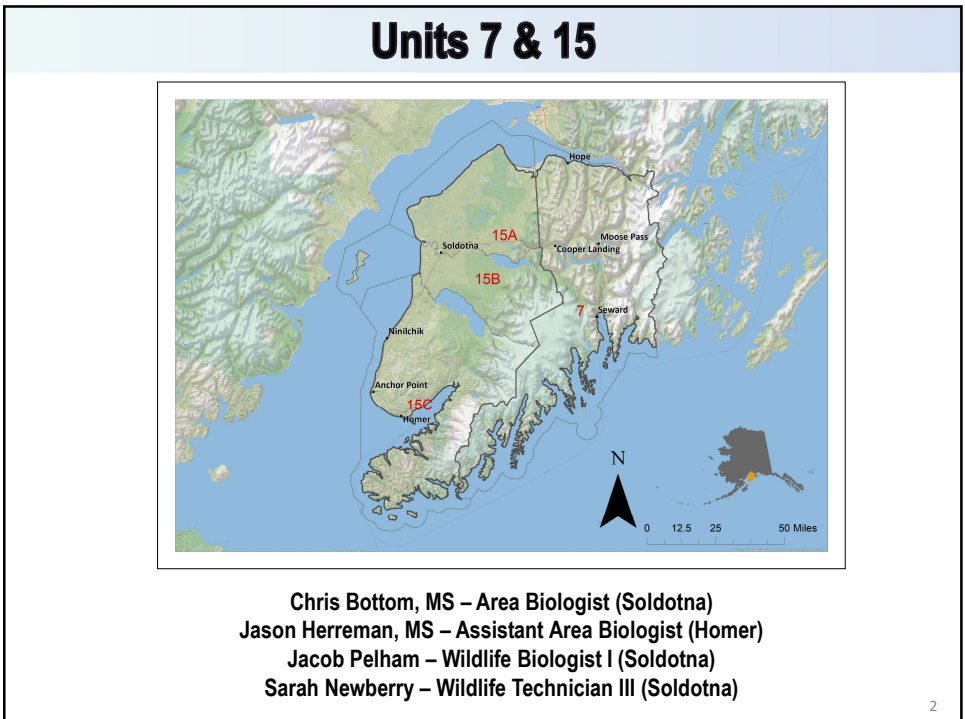 Units 7 & 15
Hope
15A
Moose Pass
Soldotna
Cooper Landing
15B
7
Seward
Ninilchik
Anchor Point
15C
Homer
N
0 12.5 25 50 Miles
Chris Bottom, MS – Area Biologist (Soldotna)
Jason Herreman, MS – Assistant Area Biologist (Homer)
Jacob Pelham – Wildlife Biologist I (Soldotna)
Sarah Newberry – Wildlife Technician III (Soldotna)
2